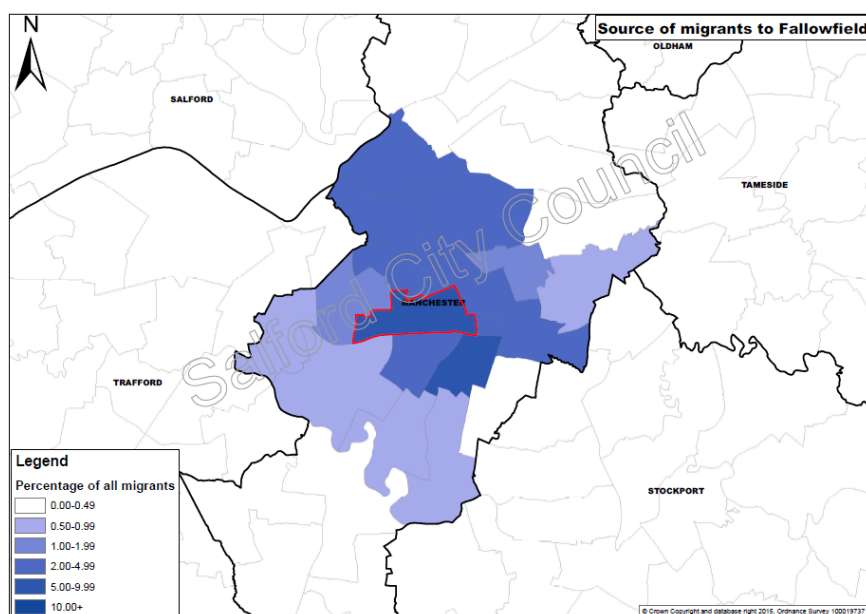 Source of migrants to Fallowfield
N
OLDHAM
SALFORD
TAMESIDE
Salford City Council
MANCHESTER
TRAFFORD
STOCKPORT
Legend
Percentage of all migrants
0.00-0.49
0.50-0.99
1.00-1.99
2.00-4.99
5.00-9.99
10.00+
© Crown Copyright and database right 2015. Ordnance Survey 100019737